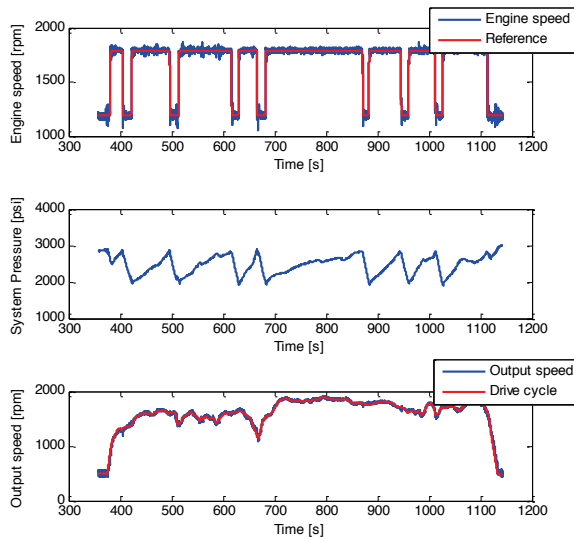 2000
Engine speed
Reference
1500
1000
300 400 500 600 700 800 900 1000 1100 1200
Engine speed [rpm]
Time [s]
4000
3000
2000
1000
300 400 500 600 700 800 900 1000 1100 1200
System Pressure [psi]
Time [s]
2000
Output speed
Drive cycle
1000
0
300 400 500 600 700 800 900 1000 1100 1200
Output speed [rpm]
Time [s]